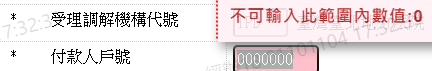 * 受理調解機構代號
不可輸入此範圍內數值:0
* 付款人戶號
0000000